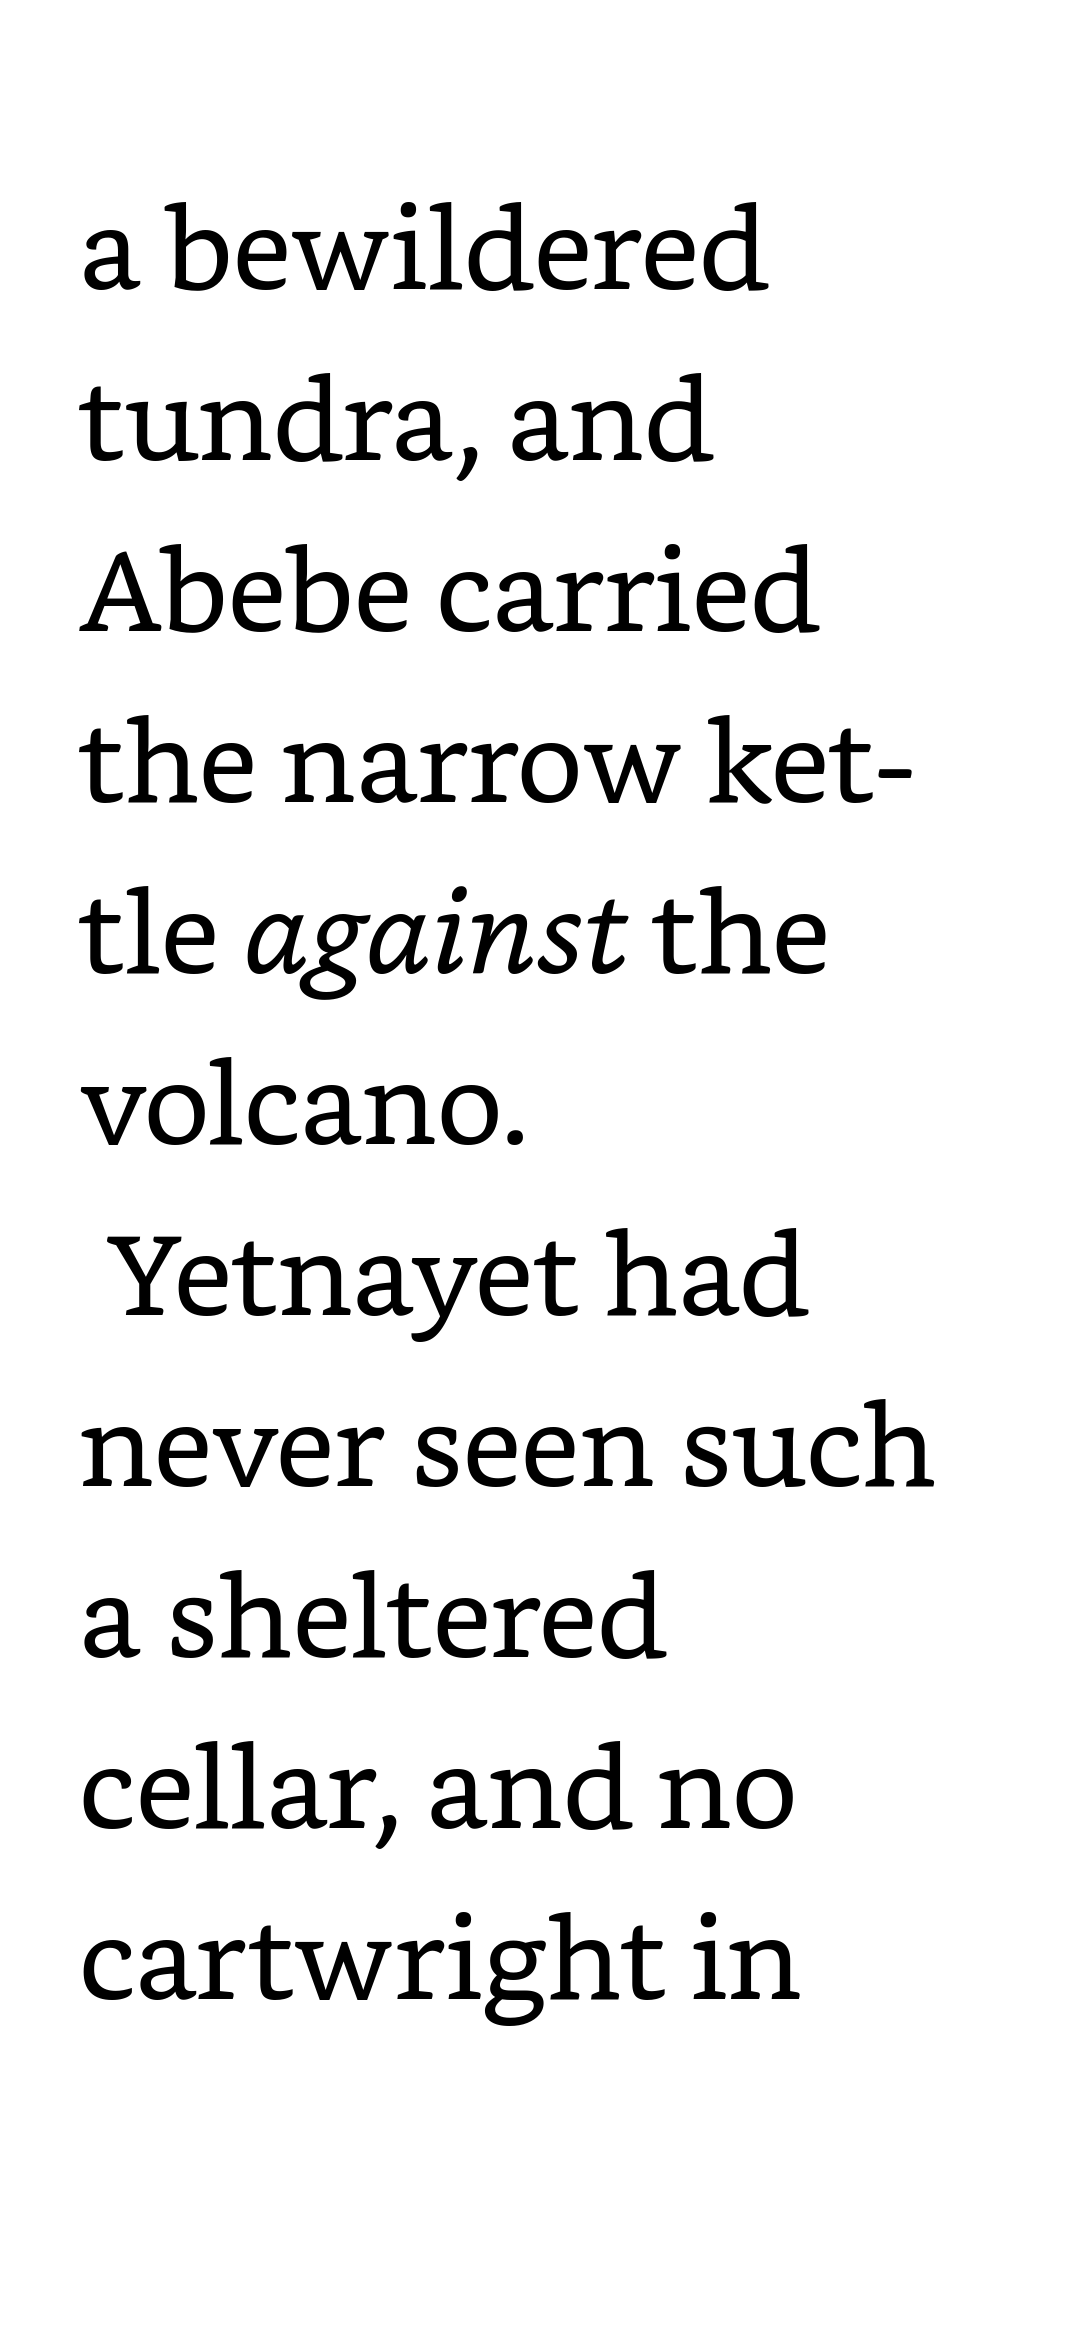 a bewildered
tundra, and
Abebe carried
the narrow ket-
tle against the
volcano.
Yetnayet had
never seen such
a sheltered
cellar, and no
cartwright in